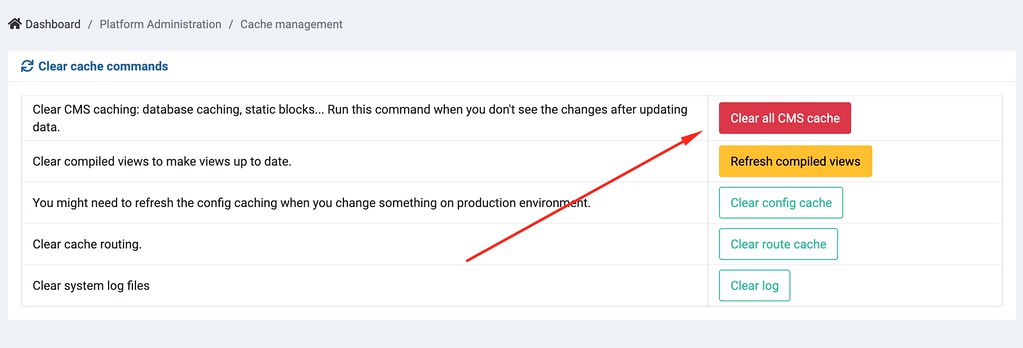 Dashboard / Platform Administration / Cache management
Clear cache commands
Clear CMS caching: database caching, static blocks... Run this command when you don't see the changes after updating
data.
Clear all CMS cache
Clear compiled views to make views up to date.
Refresh compiled views
You might need to refresh the config caching when you change something on production environment.
Clear config cache
Clear cache routing.
Clear route cache
Clear system log files
Clear log